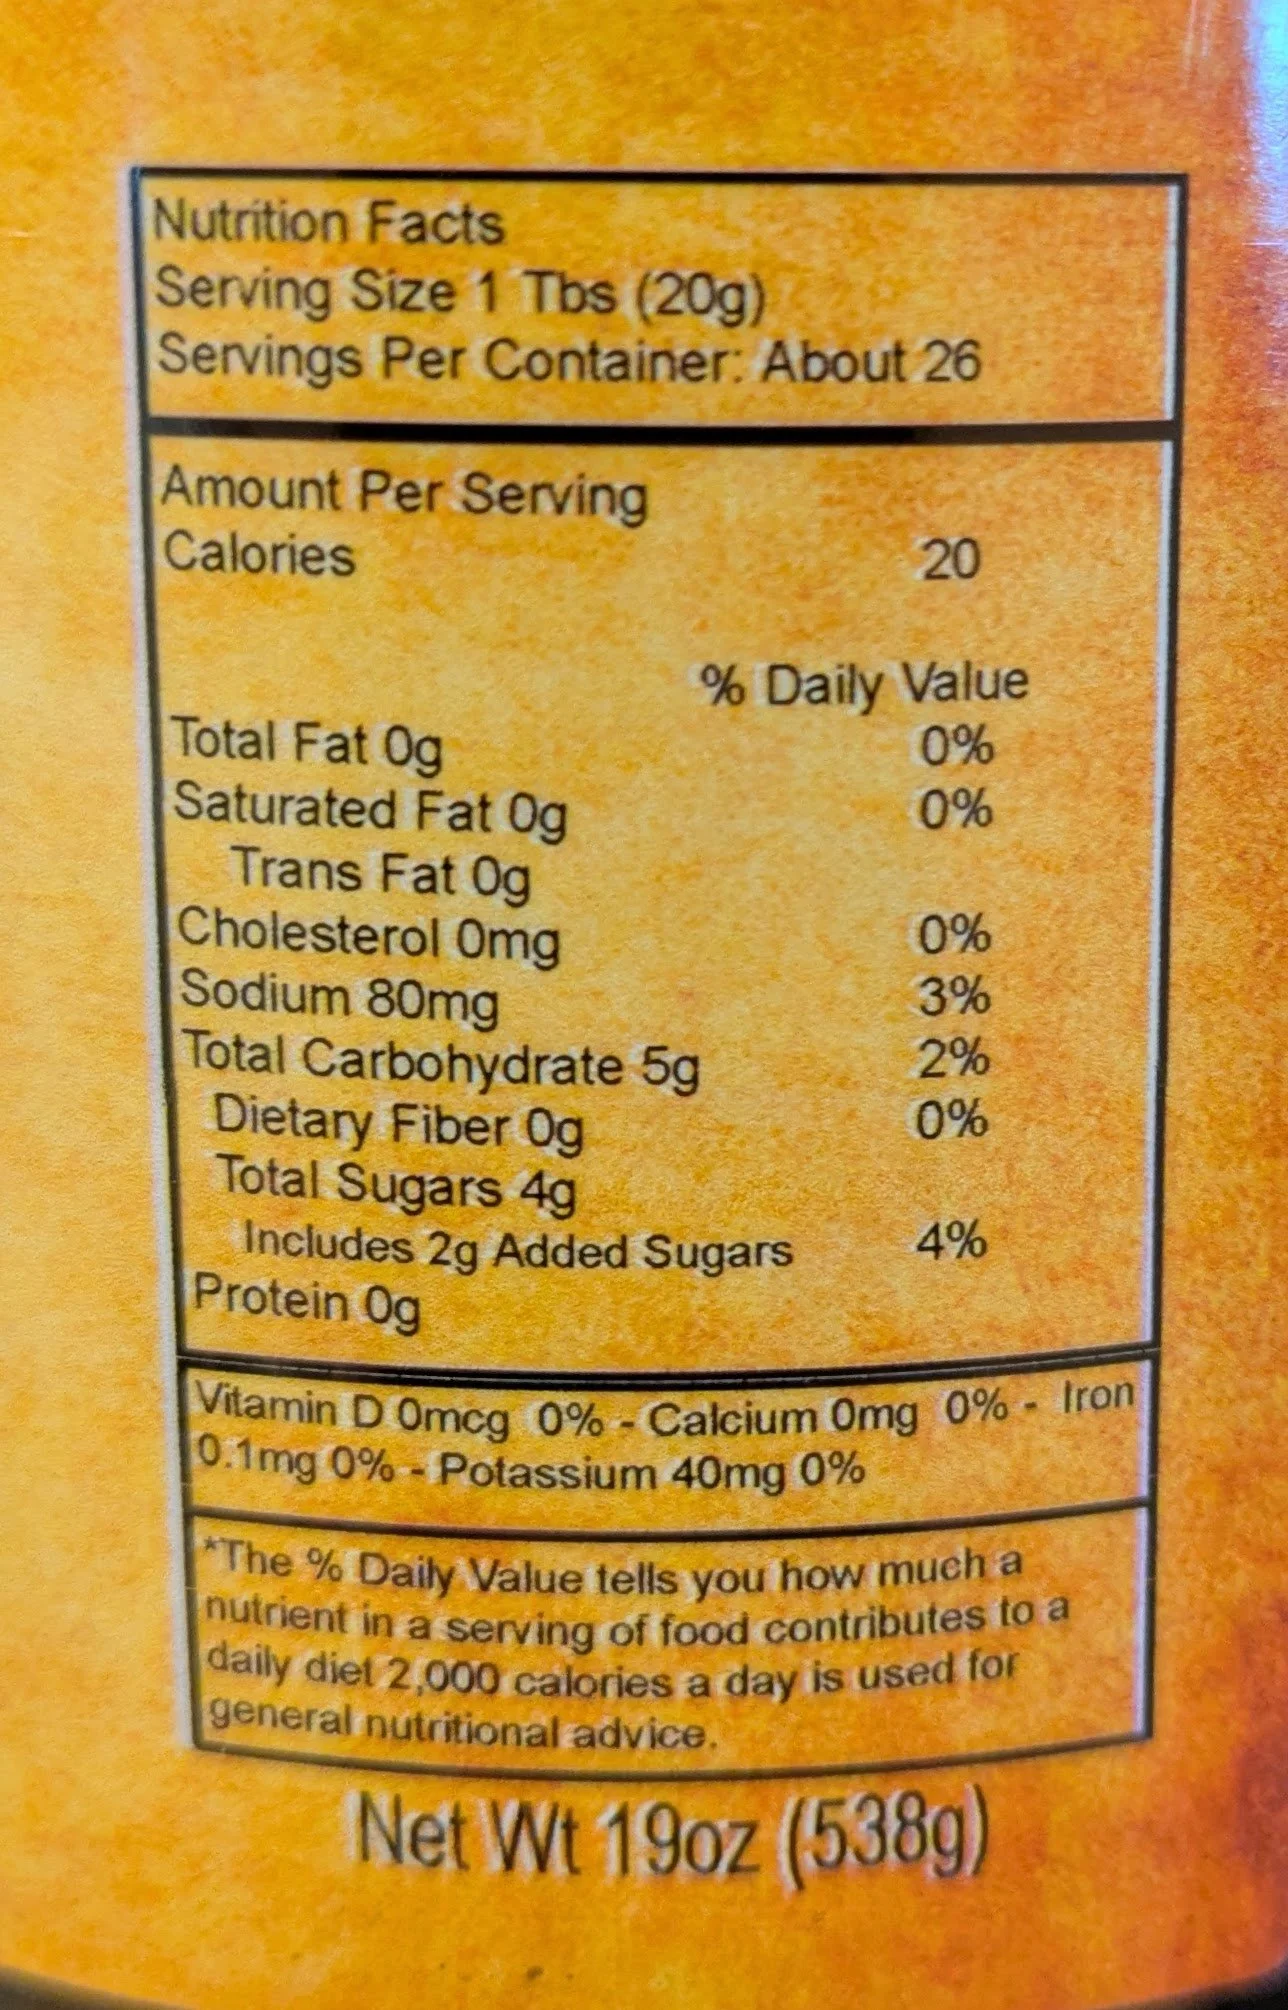 Nutrition Facts
Serving Size 1 Tbs (20g)
Servings Per Container: About 26
Amount Per Serving
Calories 20
% Daily Value
Total Fat 0g 0%
Saturated Fat 0g 0%
Trans Fat 0g
Cholesterol 0mg 0%
Sodium 80mg 3%
Total Carbohydrate 5g 2%
Dietary Fiber 0g 0%
Total Sugars 4g
Includes 2g Added Sugars 4%
Protein 0g
Vitamin D 0mcg 0% - Calcium 0mg 0% - Iron
0.1mg 0% - Potassium 40mg 0%
*The % Daily Value tells you how much a
nutrient in a serving of food contributes to a
daily diet 2,000 calories a day is used for
general nutritional advice.
Net Wt 19oz (538g)